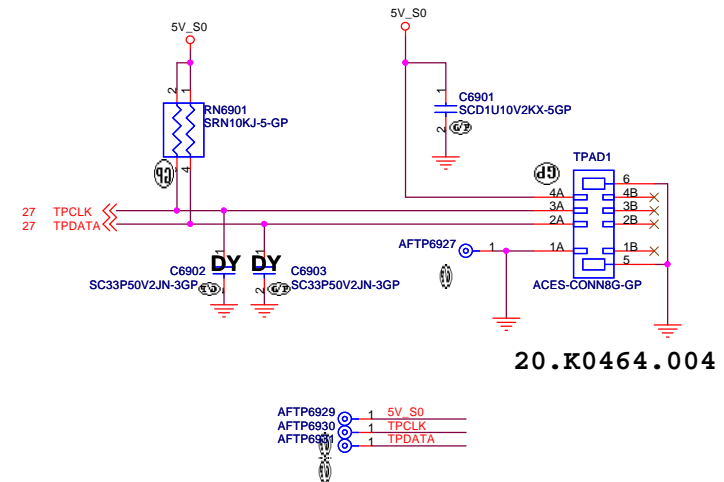 5V_S0
5V_S0
2
1
RN6901
SRN10KJ-5-GP
3
4
1
C6901
SCD1U10V2KX-5GP
2
G/P
GP
GP
TPAD1
6
4A
4B
3A
3B
2A
2B
1A
1B
5
ACES-CONN8G-GP
27 TPCLK
27 TPDATA
AFTP6927
1
1
1
DY
DY
C6902
SC33P50V2JN-3GP
2
C6903
SC33P50V2JN-3GP
2
G/P
20.K0464.004
AFTP6929 1 5V_S0
AFTP6930 1 TPCLK
AFTP6931 1 TPDATA